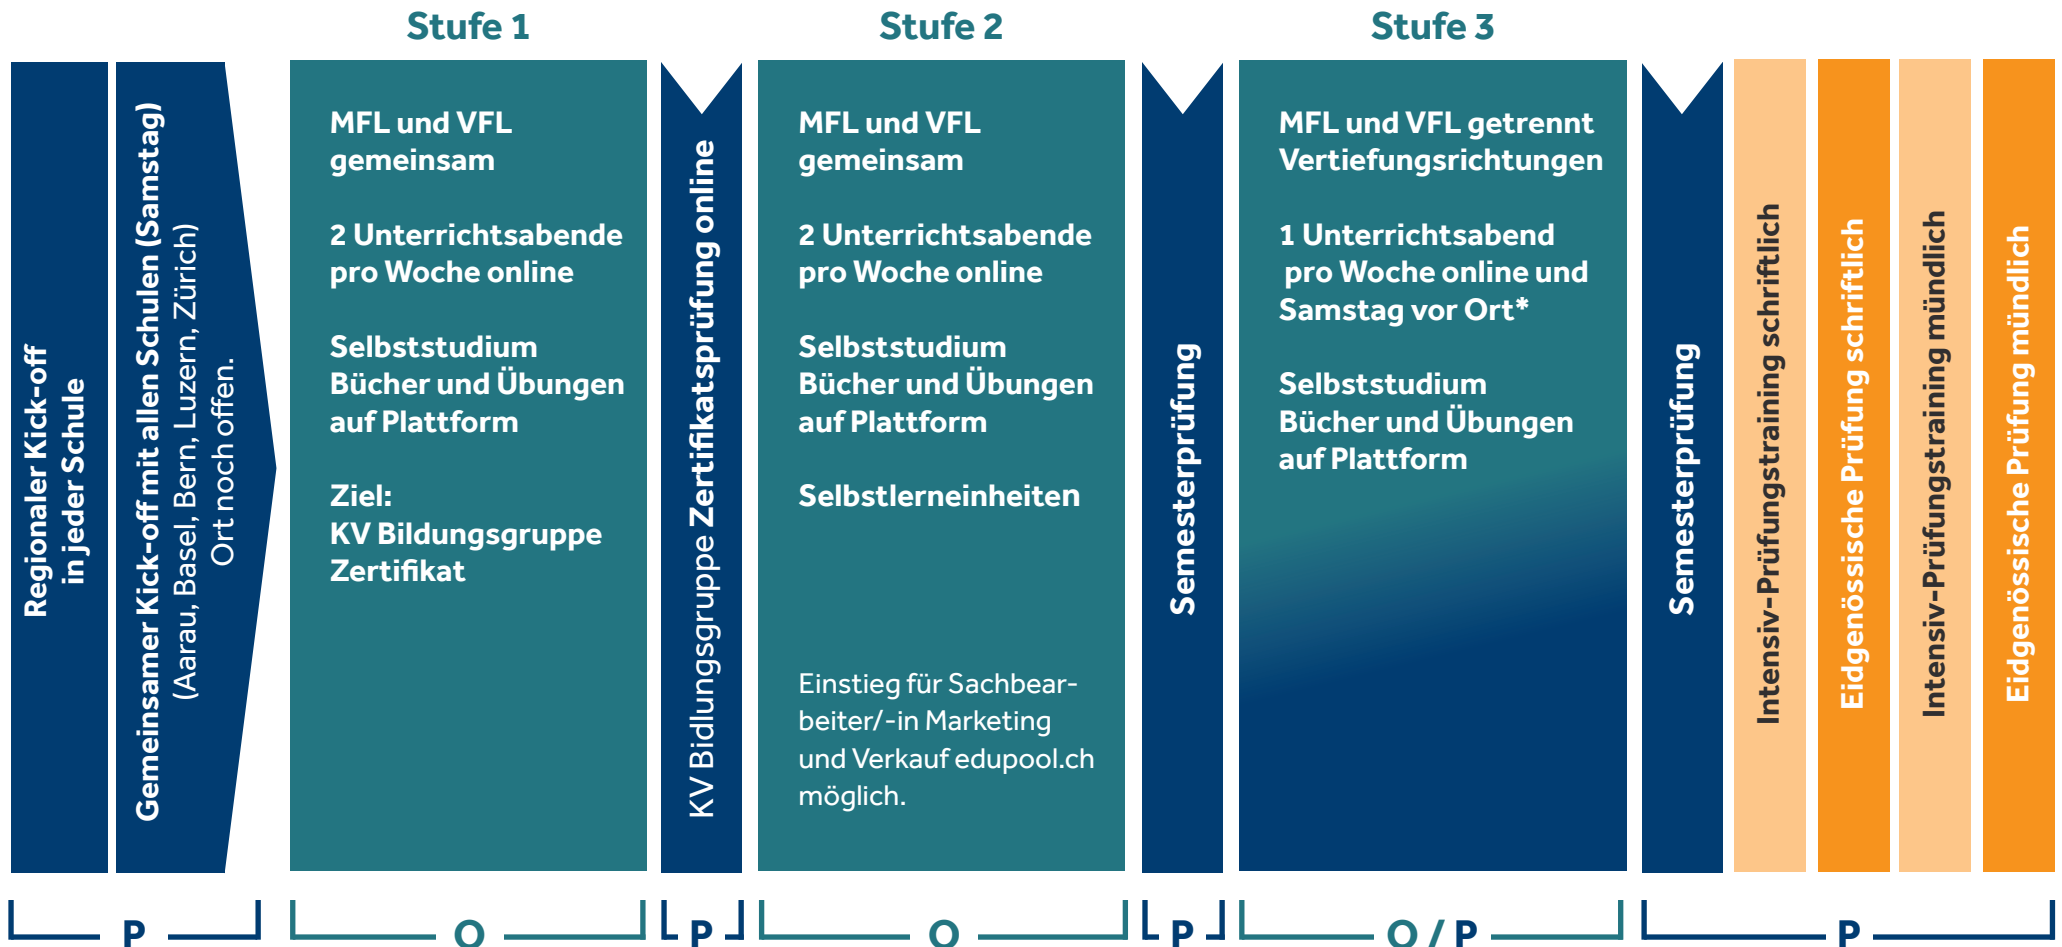 Stufe 1
Stufe 2
Stufe 3
Regionaler Kick-off
in jeder Schule
Gemeinsamer Kick-off mit allen Schulen (Samstag)
(Aarau, Basel, Bern, Luzern, Zürich)
Ort noch offen.
MFL und VFL
gemeinsam
2 Unterrichtsabende
pro Woche online
Selbststudium
Bücher und Übungen
auf Plattform
Ziel:
KV Bildungsgruppe
Zertifikat
KV Bidlungsgruppe Zertifikatsprüfung online
MFL und VFL
gemeinsam
2 Unterrichtsabende
pro Woche online
Selbststudium
Bücher und Übungen
auf Plattform
Selbstlerneinheiten
Einstieg für Sachbear-
beiter/-in Marketing
und Verkauf edupool.ch
möglich.
Semesterprüfung
MFL und VFL getrennt
Vertiefungsrichtungen
1 Unterrichtsabend
pro Woche online und
Samstag vor Ort*
Selbststudium
Bücher und Übungen
auf Plattform
Semesterprüfung
Intensiv-Prüfungstraining schriftlich
Eidgenössische Prüfung schriftlich
Intensiv-Prüfungstraining mündlich
Eidgenössische Prüfung mündlich
P
O
P
O
P
O / P
P